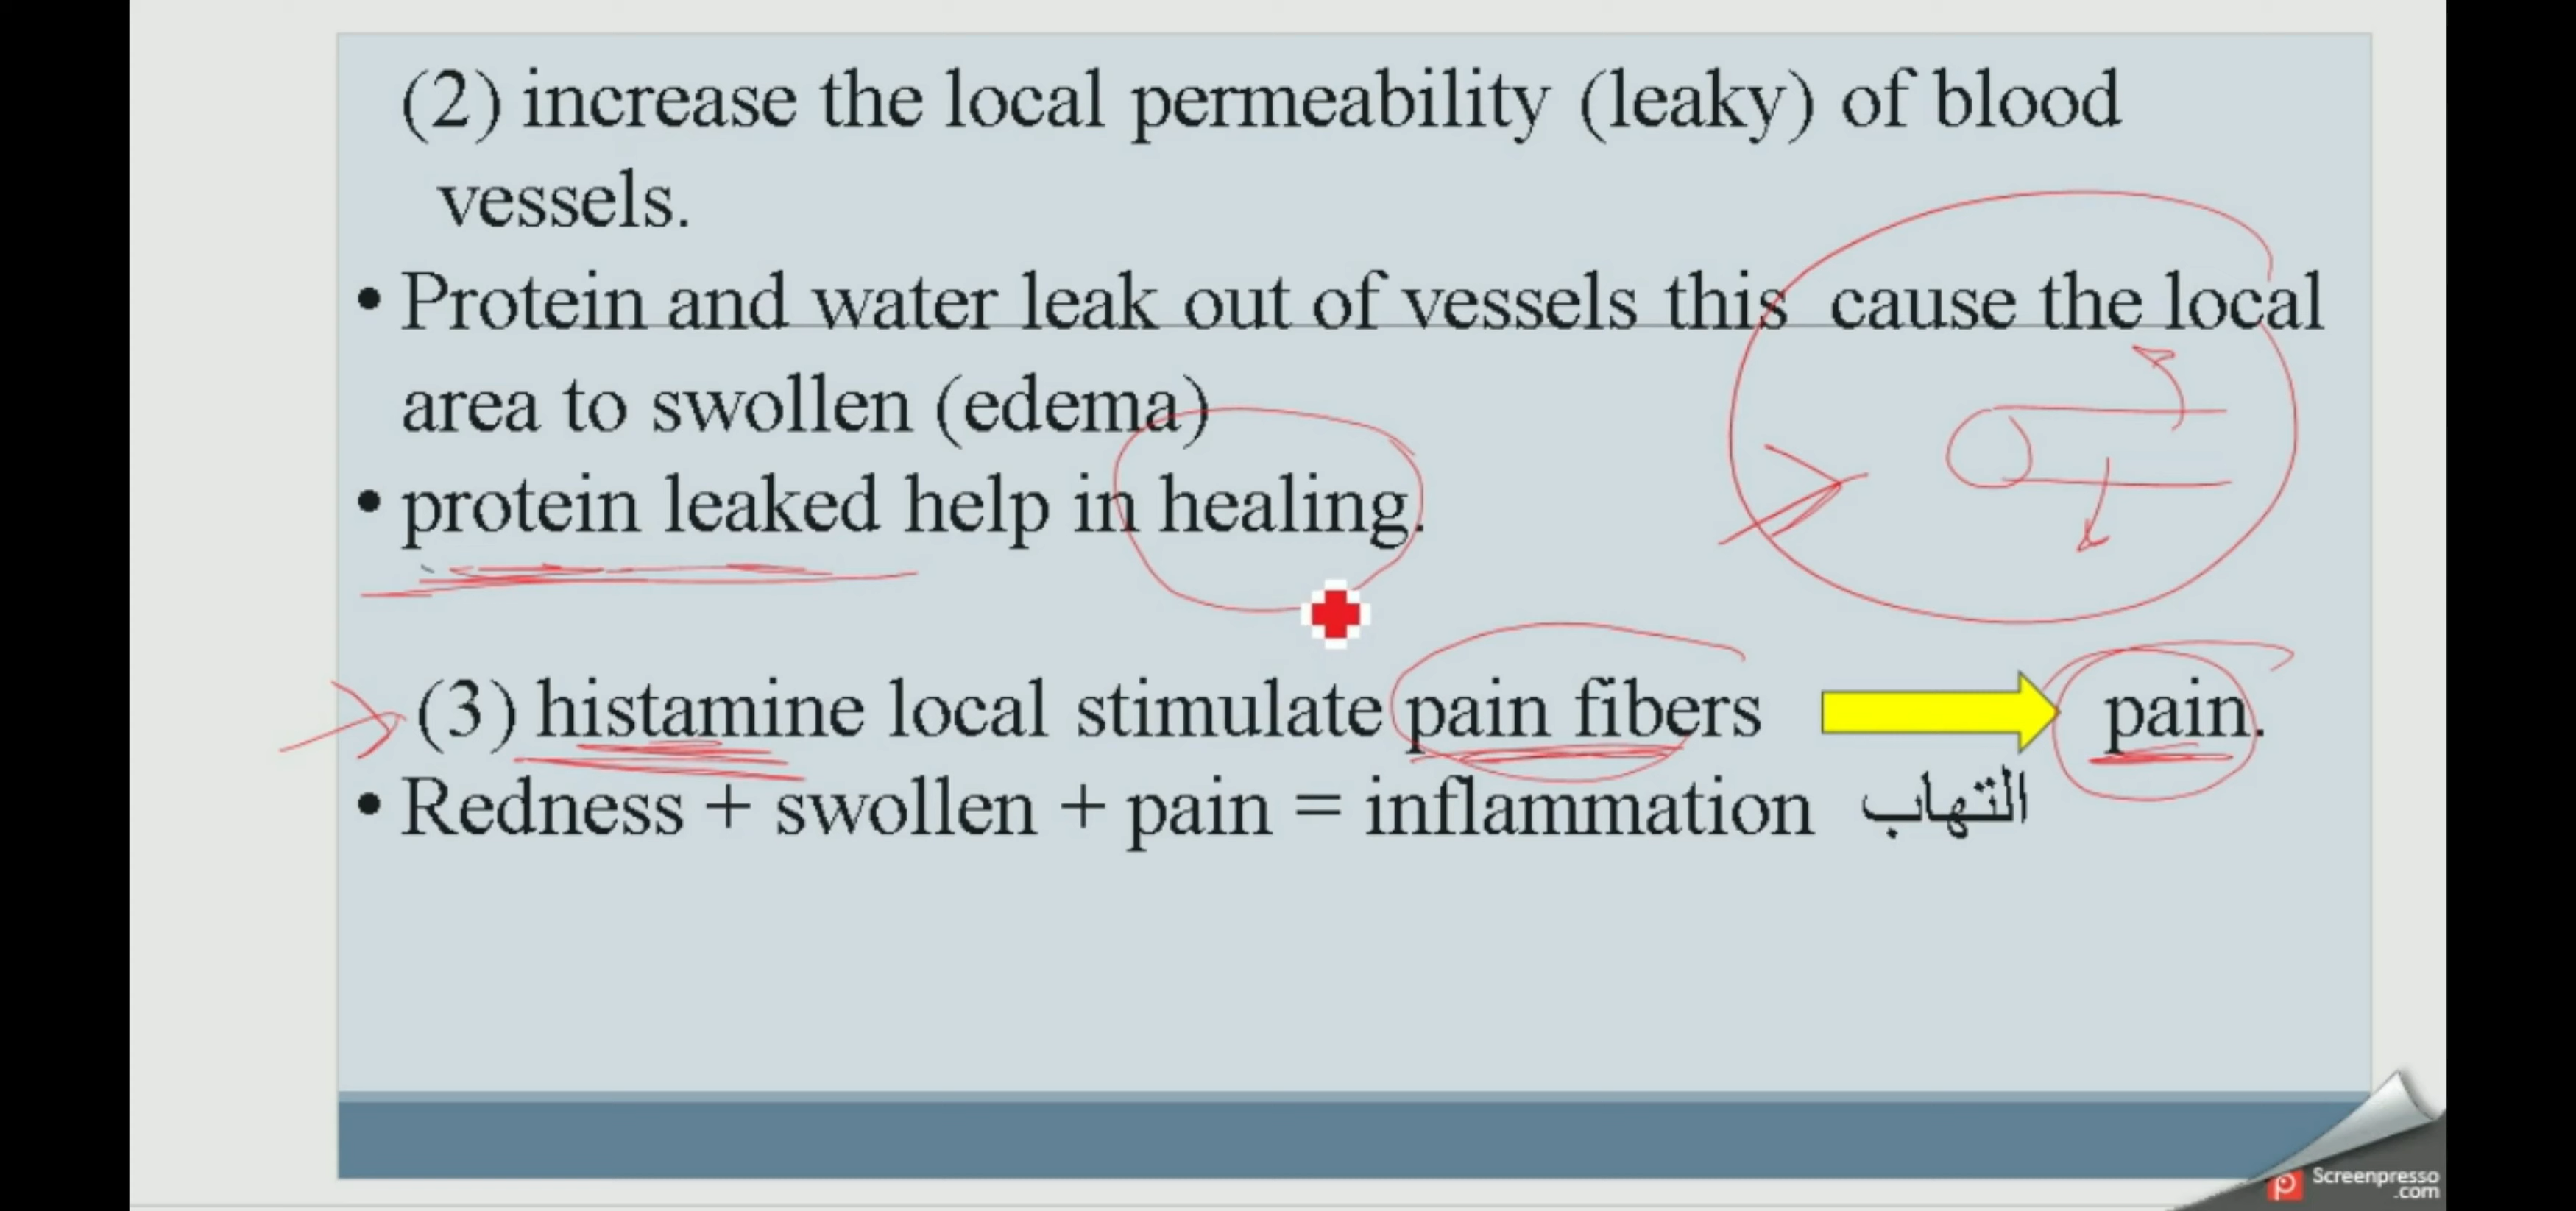 (2) increase the local permeability (leaky) of blood
vessels.
• Protein and water leak out of vessels this cause the local
area to swollen (edema)
• protein leaked help in healing.
(3) histamine local stimulate pain fibers pain.
• Redness + swollen + pain = inflammation التهاب
Screenpresso
.com